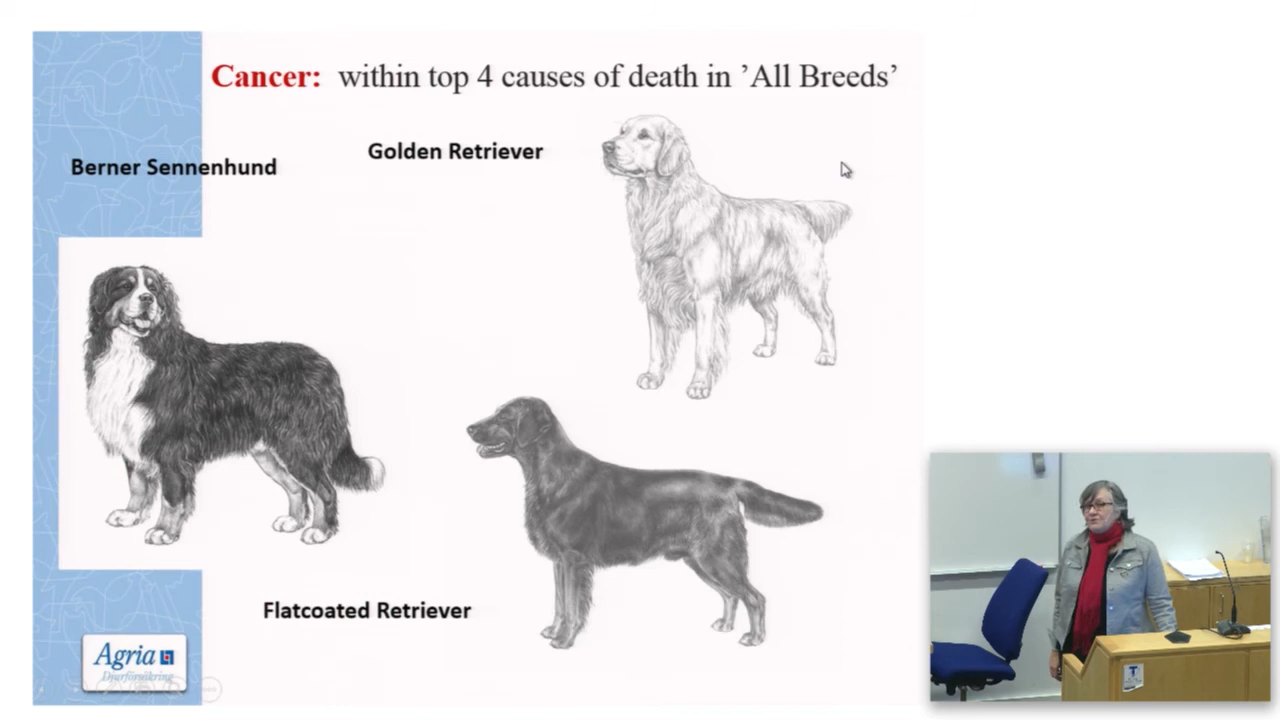 Cancer: within top 4 causes of death in ’All Breeds’
Golden Retriever
Berner Sennenhund
Flatcoated Retriever
Agria
Djurförsäkring